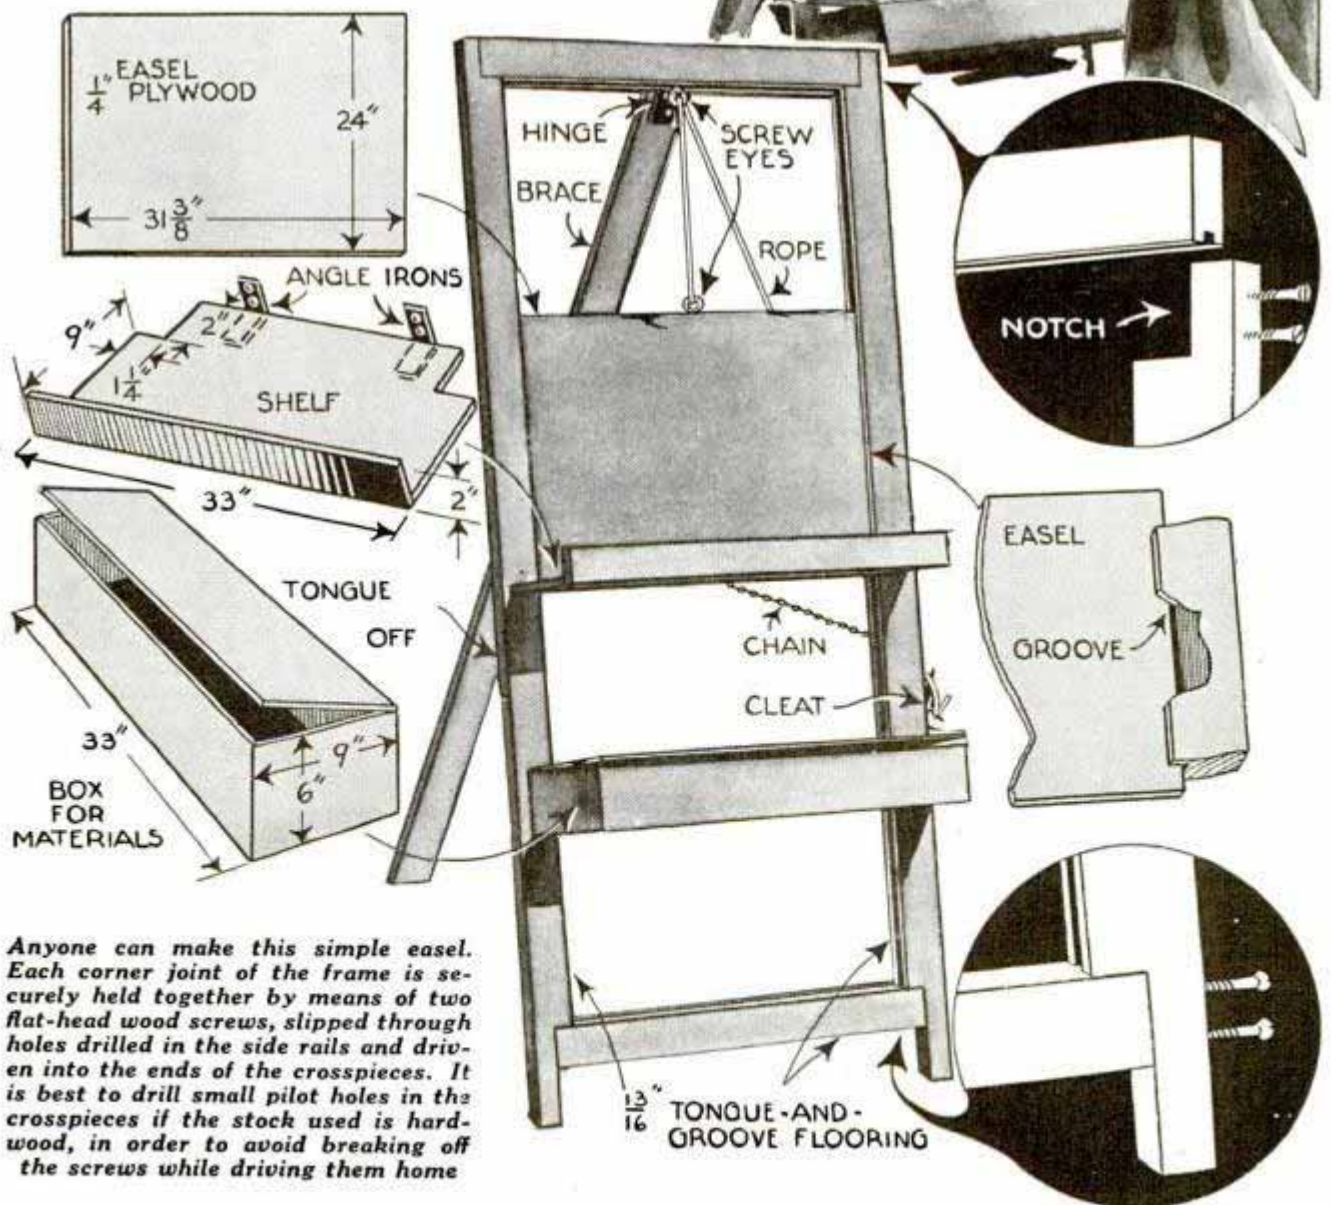 1/4" EASEL
PLYWOOD
24"
31 3/8"
HINGE
SCREW
EYES
BRACE
ROPE
NOTCH
ANGLE IRONS
9"
2"
1 1/4"
SHELF
33"
2"
EASEL
GROOVE
TONGUE
OFF
CHAIN
CLEAT
33"
9"
6"
BOX
FOR
MATERIALS
13/16" TONGUE-AND-
GROOVE FLOORING
Anyone can make this simple easel.
Each corner joint of the frame is se-
curely held together by means of two
flat-head wood screws, slipped through
holes drilled in the side rails and driv-
en into the ends of the crosspieces. It
is best to drill small pilot holes in the
crosspieces if the stock used is hard-
wood, in order to avoid breaking off
the screws while driving them home